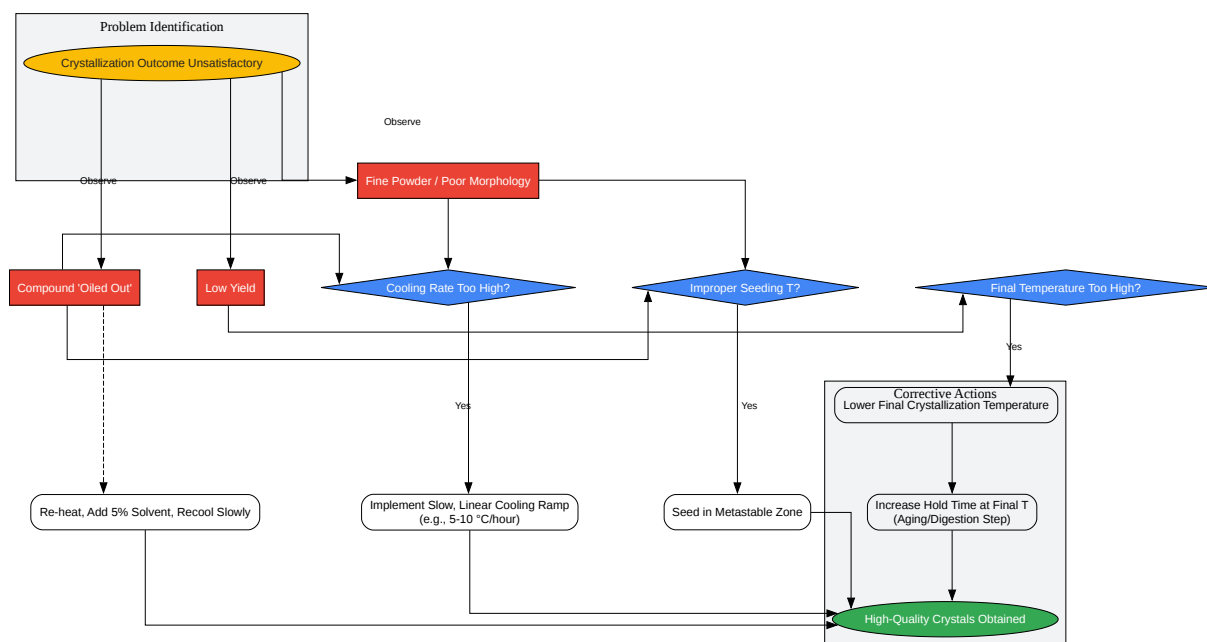 Problem Identification
Crystallization Outcome Unsatisfactory
Observe
Observe
Observe
Fine Powder / Poor Morphology
Compound 'Oiled Out'
Low Yield
Cooling Rate Too High?
Improper Seeding T?
Final Temperature Too High?
Yes
Corrective Actions
Lower Final Crystallization Temperature
Yes
Yes
Re-heat, Add 5% Solvent, Recool Slowly
Implement Slow, Linear Cooling Ramp
(e.g., 5-10 °C/hour)
Seed in Metastable Zone
Increase Hold Time at Final T
(Aging/Digestion Step)
High-Quality Crystals Obtained